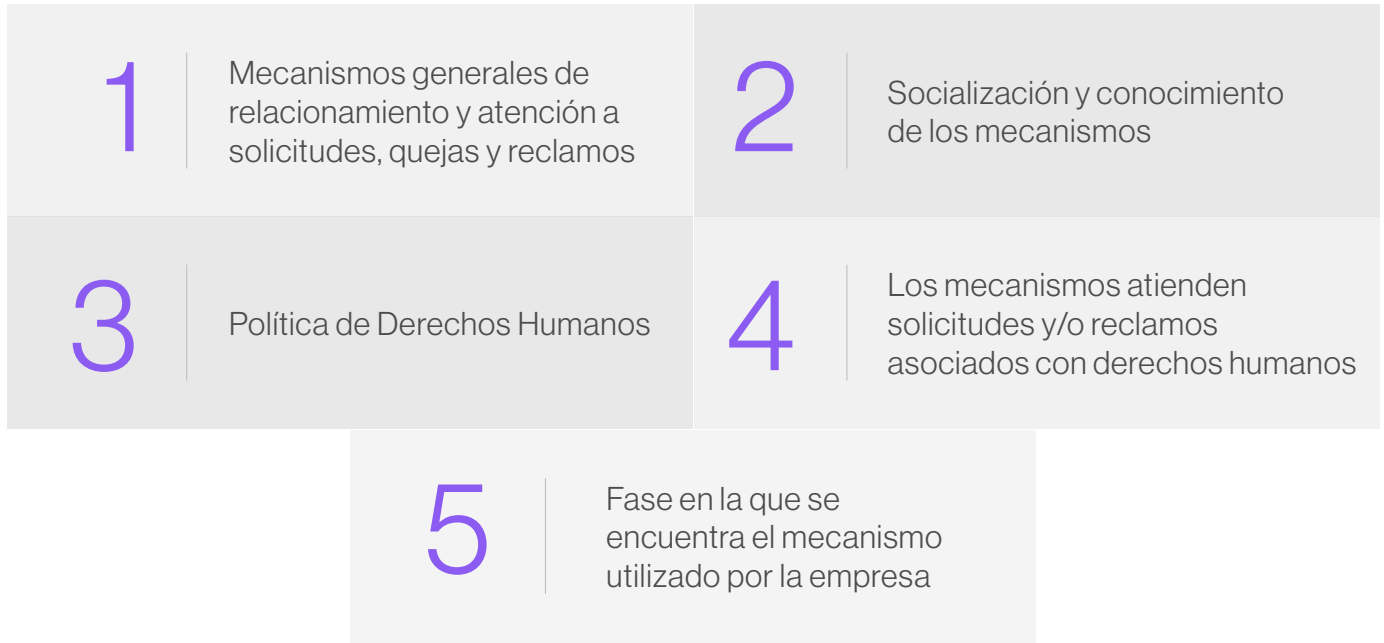 1
Mecanismos generales de
relacionamiento y atención a
solicitudes, quejas y reclamos
2
Socialización y conocimiento
de los mecanismos
3
Política de Derechos Humanos
4
Los mecanismos atienden
solicitudes y/o reclamos
asociados con derechos humanos
5
Fase en la que se
encuentra el mecanismo
utilizado por la empresa